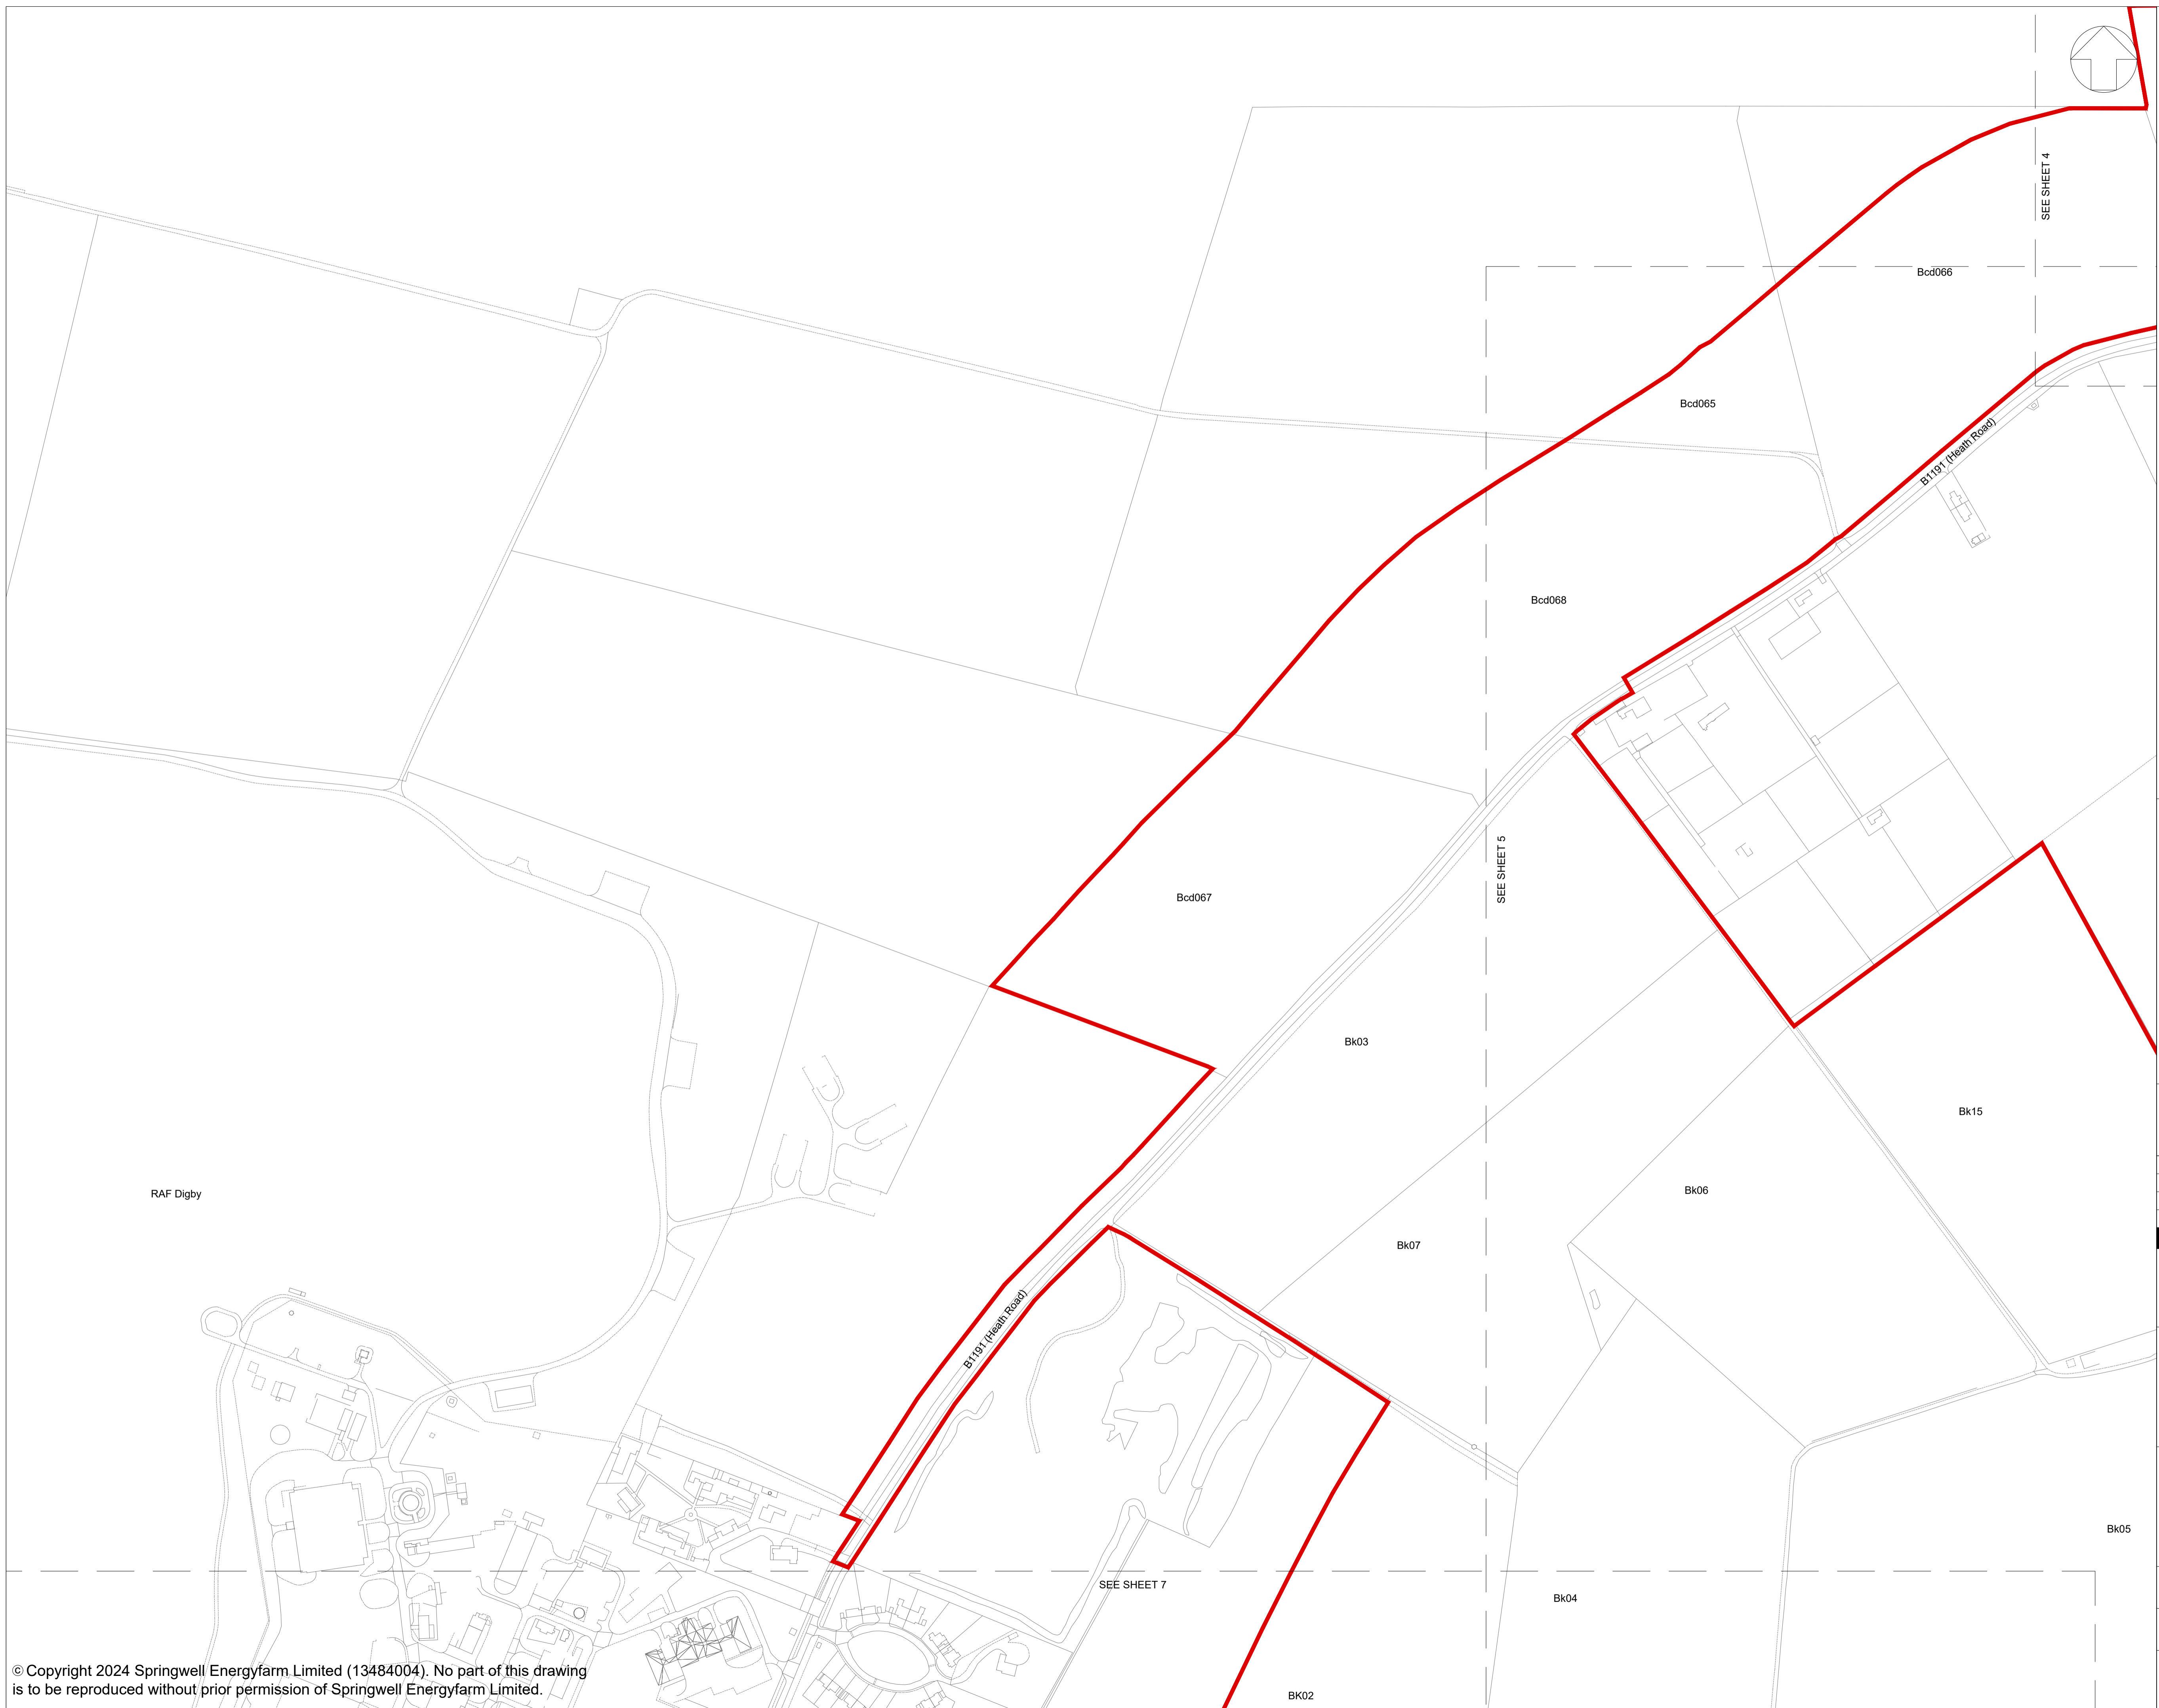 SEE SHEET 4
Bcd066
Bcd065
B1191 (Heath Road)
Bcd068
SEE SHEET 5
Bcd067
Bk03
Bk15
RAF Digby
Bk06
Bk07
B1191 (Heath Road)
Bk05
SEE SHEET 7
Bk04
© Copyright 2024 Springwell Energyfarm Limited (13484004). No part of this drawing
is to be reproduced without prior permission of Springwell Energyfarm Limited.
BK02